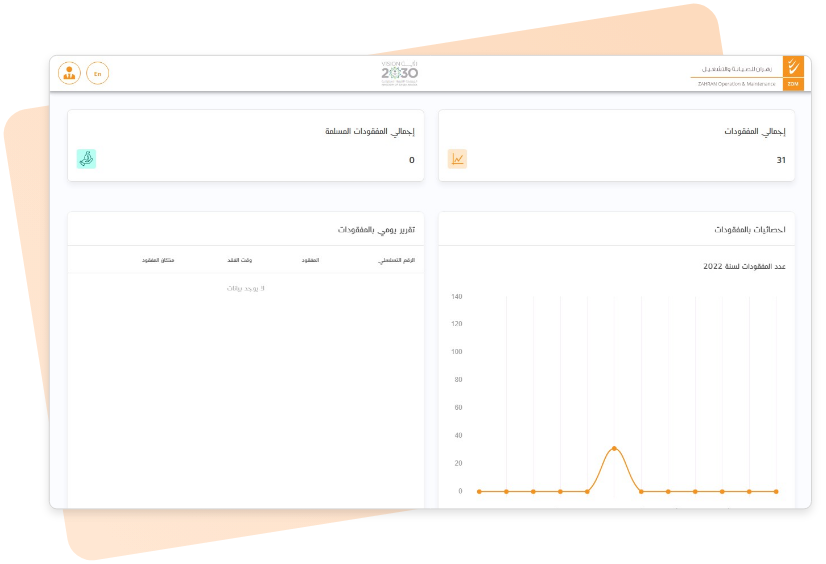 زهران للصيانة والتشغيل
ZAHRAN Operation & Maintenance
ZOM
VISION رؤية
2030
En
إجمالي المفقودات
31
إجمالي المفقودات المسلمة
0
احصائيات بالمفقودات
عدد المفقودات لسنة 2022
140
120
100
80
60
40
20
0
تقرير يومي بالمفقودات
الرقم التسلسلي
المفقود
وقت الفقد
مكان المفقود
لا يوجد بيانات